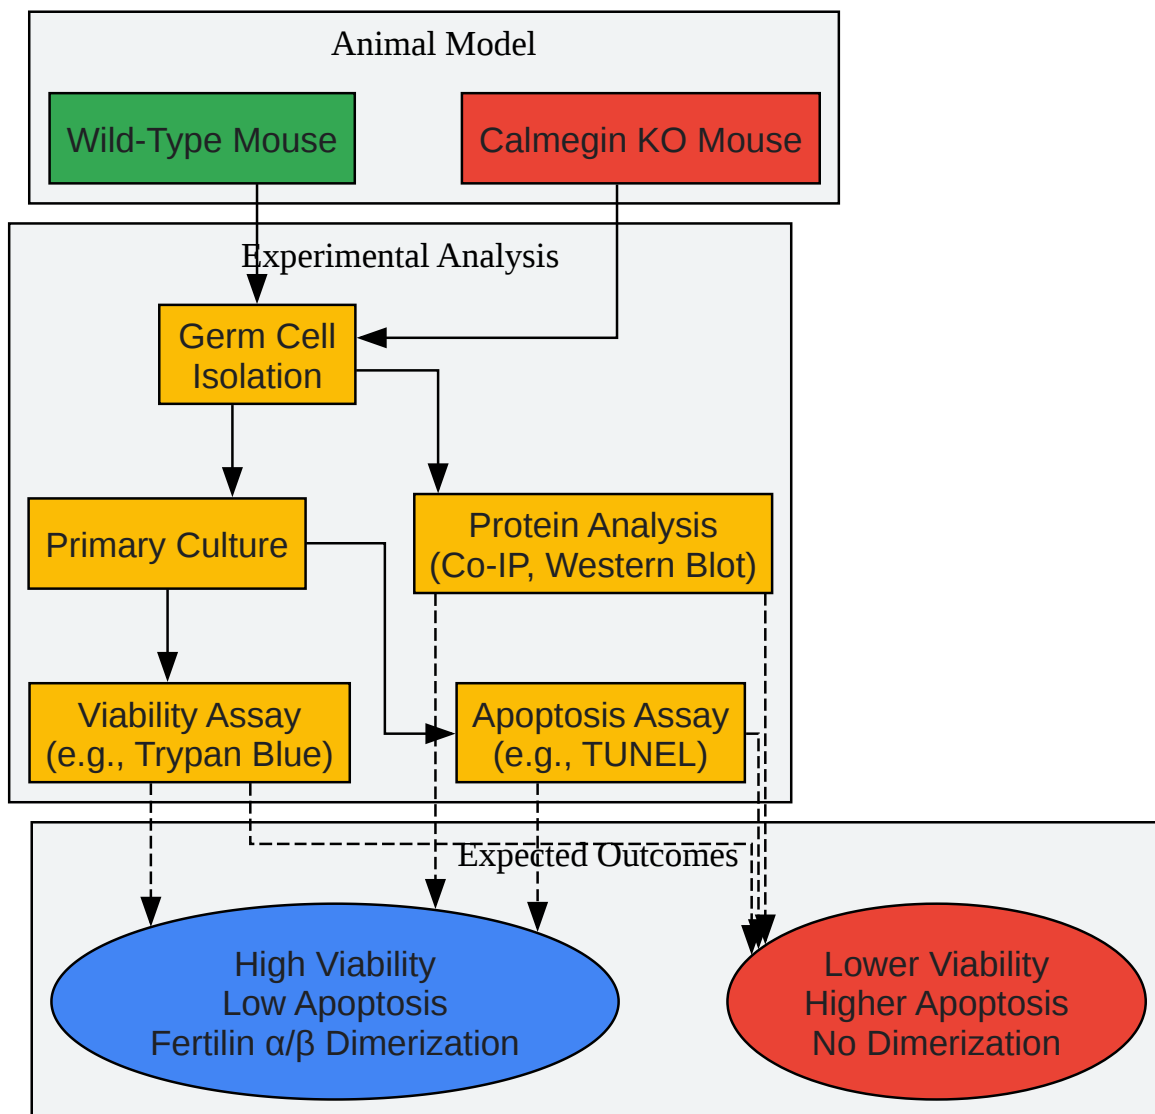 Animal Model
Wild-Type Mouse
Calmegin KO Mouse
Experimental Analysis
Germ Cell
Isolation
Primary Culture
Protein Analysis
(Co-IP, Western Blot)
Viability Assay
(e.g., Trypan Blue)
Apoptosis Assay
(e.g., TUNEL)
Expected Outcomes
High Viability
Low Apoptosis
Fertilin α/β Dimerization
Lower Viability
Higher Apoptosis
No Dimerization